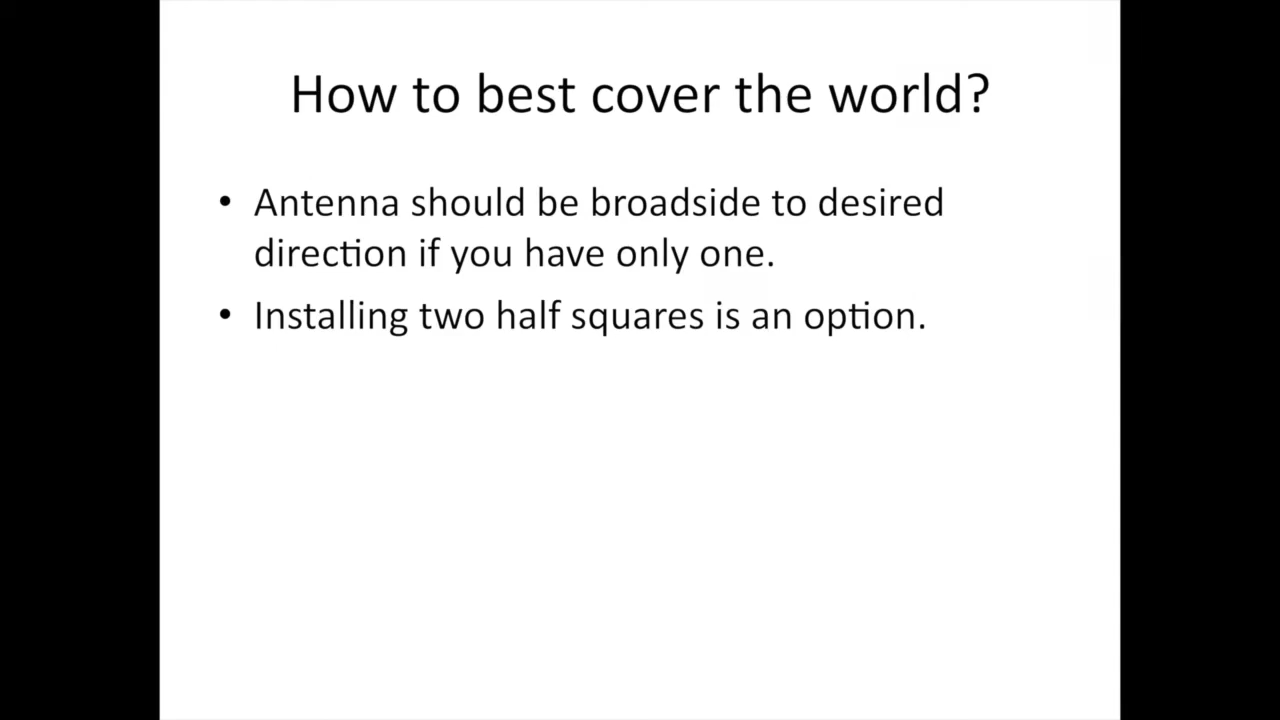 How to best cover the world?
• Antenna should be broadside to desired
direction if you have only one.
• Installing two half squares is an option.